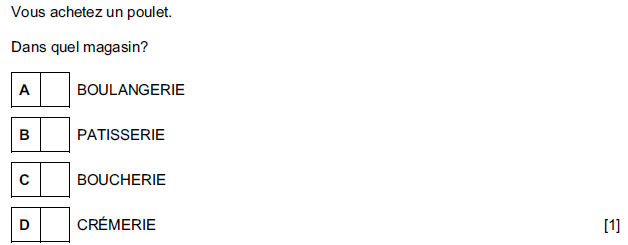 Vous achetez un poulet.
Dans quel magasin?
A BOULANGERIE
B PATISSERIE
C BOUCHERIE
D CRÉMERIE [1]